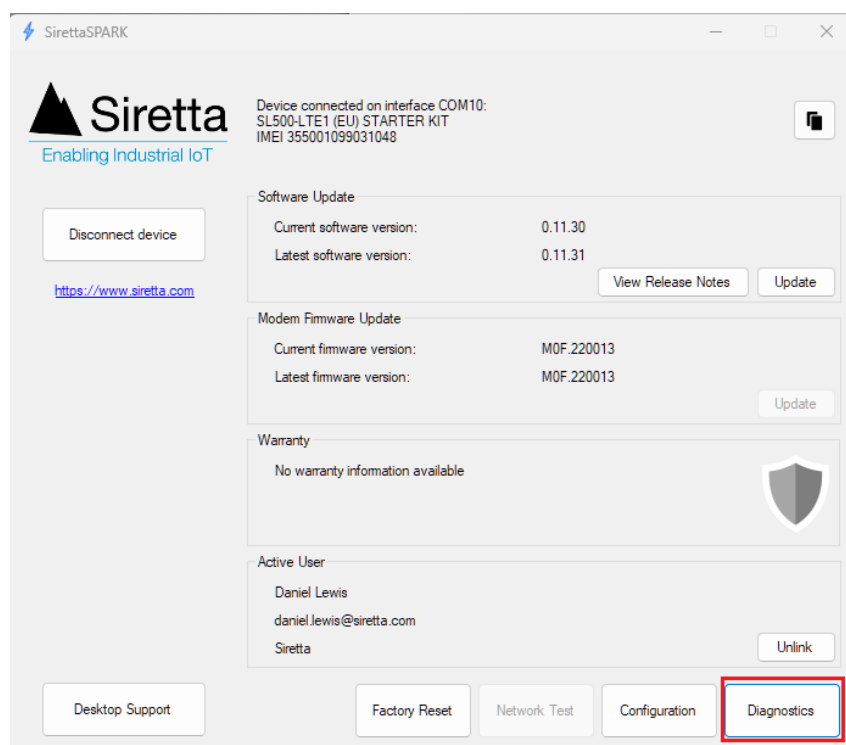 SirettaSPARK
Siretta
Enabling Industrial IoT
Device connected on interface COM10:
SL500-LTE1 (EU) STARTER KIT
IMEI 355001099031048
Disconnect device
https://www.siretta.com
Software Update
Current software version: 0.11.30
Latest software version: 0.11.31
View Release Notes Update
Modem Firmware Update
Current firmware version: M0F.220013
Latest firmware version: M0F.220013
Update
Warranty
No warranty information available
Active User
Daniel Lewis
daniel.lewis@siretta.com
Siretta
Unlink
Desktop Support Factory Reset Network Test Configuration Diagnostics